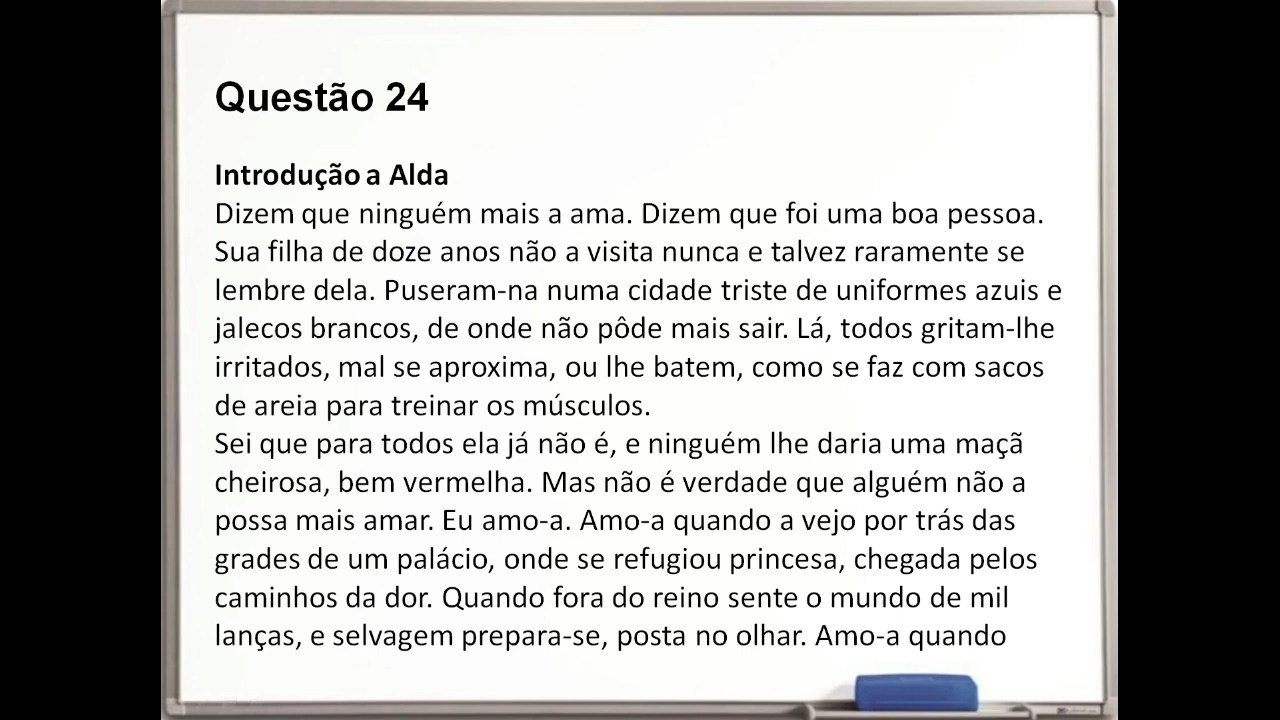 Questão 24
Introdução a Alda
Dizem que ninguém mais a ama. Dizem que foi uma boa pessoa.
Sua filha de doze anos não a visita nunca e talvez raramente se
lembre dela. Puseram-na numa cidade triste de uniformes azuis e
jalecos brancos, de onde não pôde mais sair. Lá, todos gritam-lhe
irritados, mal se aproxima, ou lhe batem, como se faz com sacos
de areia para treinar os músculos.
Sei que para todos ela já não é, e ninguém lhe daria uma maçã
cheirosa, bem vermelha. Mas não é verdade que alguém não a
possa mais amar. Eu amo-a. Amo-a quando a vejo por trás das
grades de um palácio, onde se refugiou princesa, chegada pelos
caminhos da dor. Quando fora do reino sente o mundo de mil
lanças, e selvagem prepara-se, posta no olhar. Amo-a quando